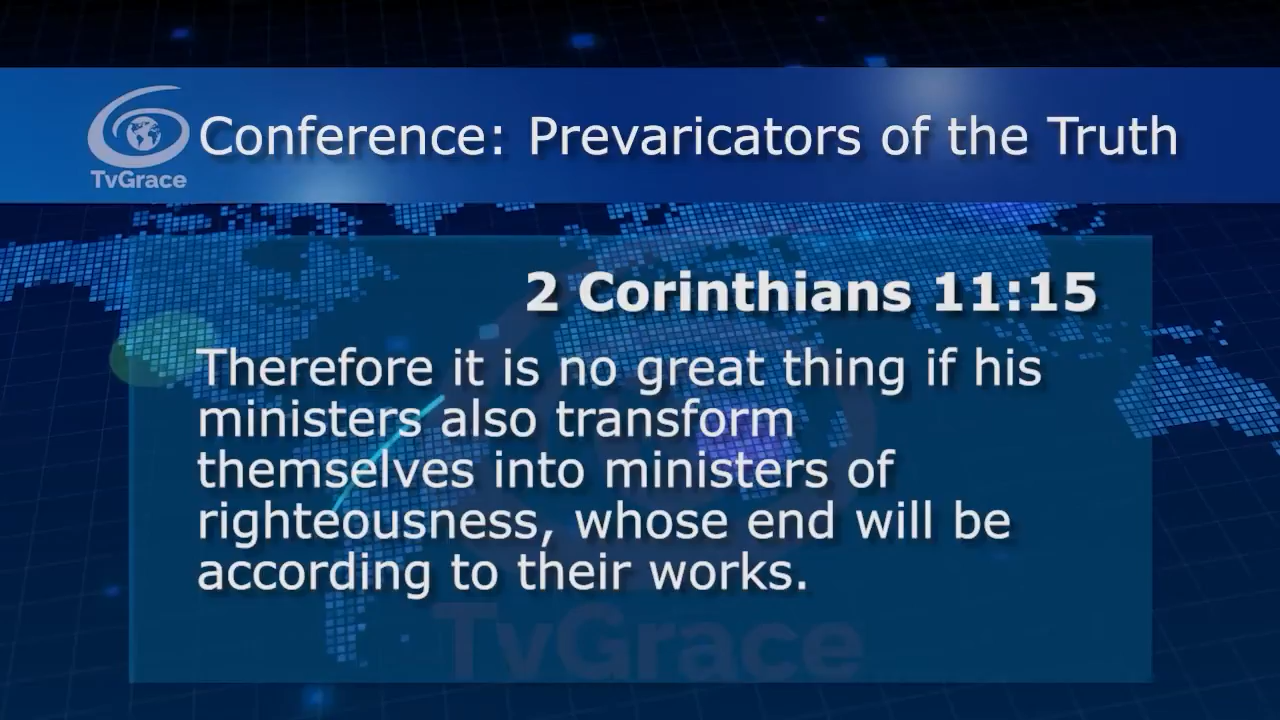 Conference: Prevaricators of the Truth
TvGrace
2 Corinthians 11:15
Therefore it is no great thing if his
ministers also transform
themselves into ministers of
righteousness, whose end will be
according to their works.
TvGrace